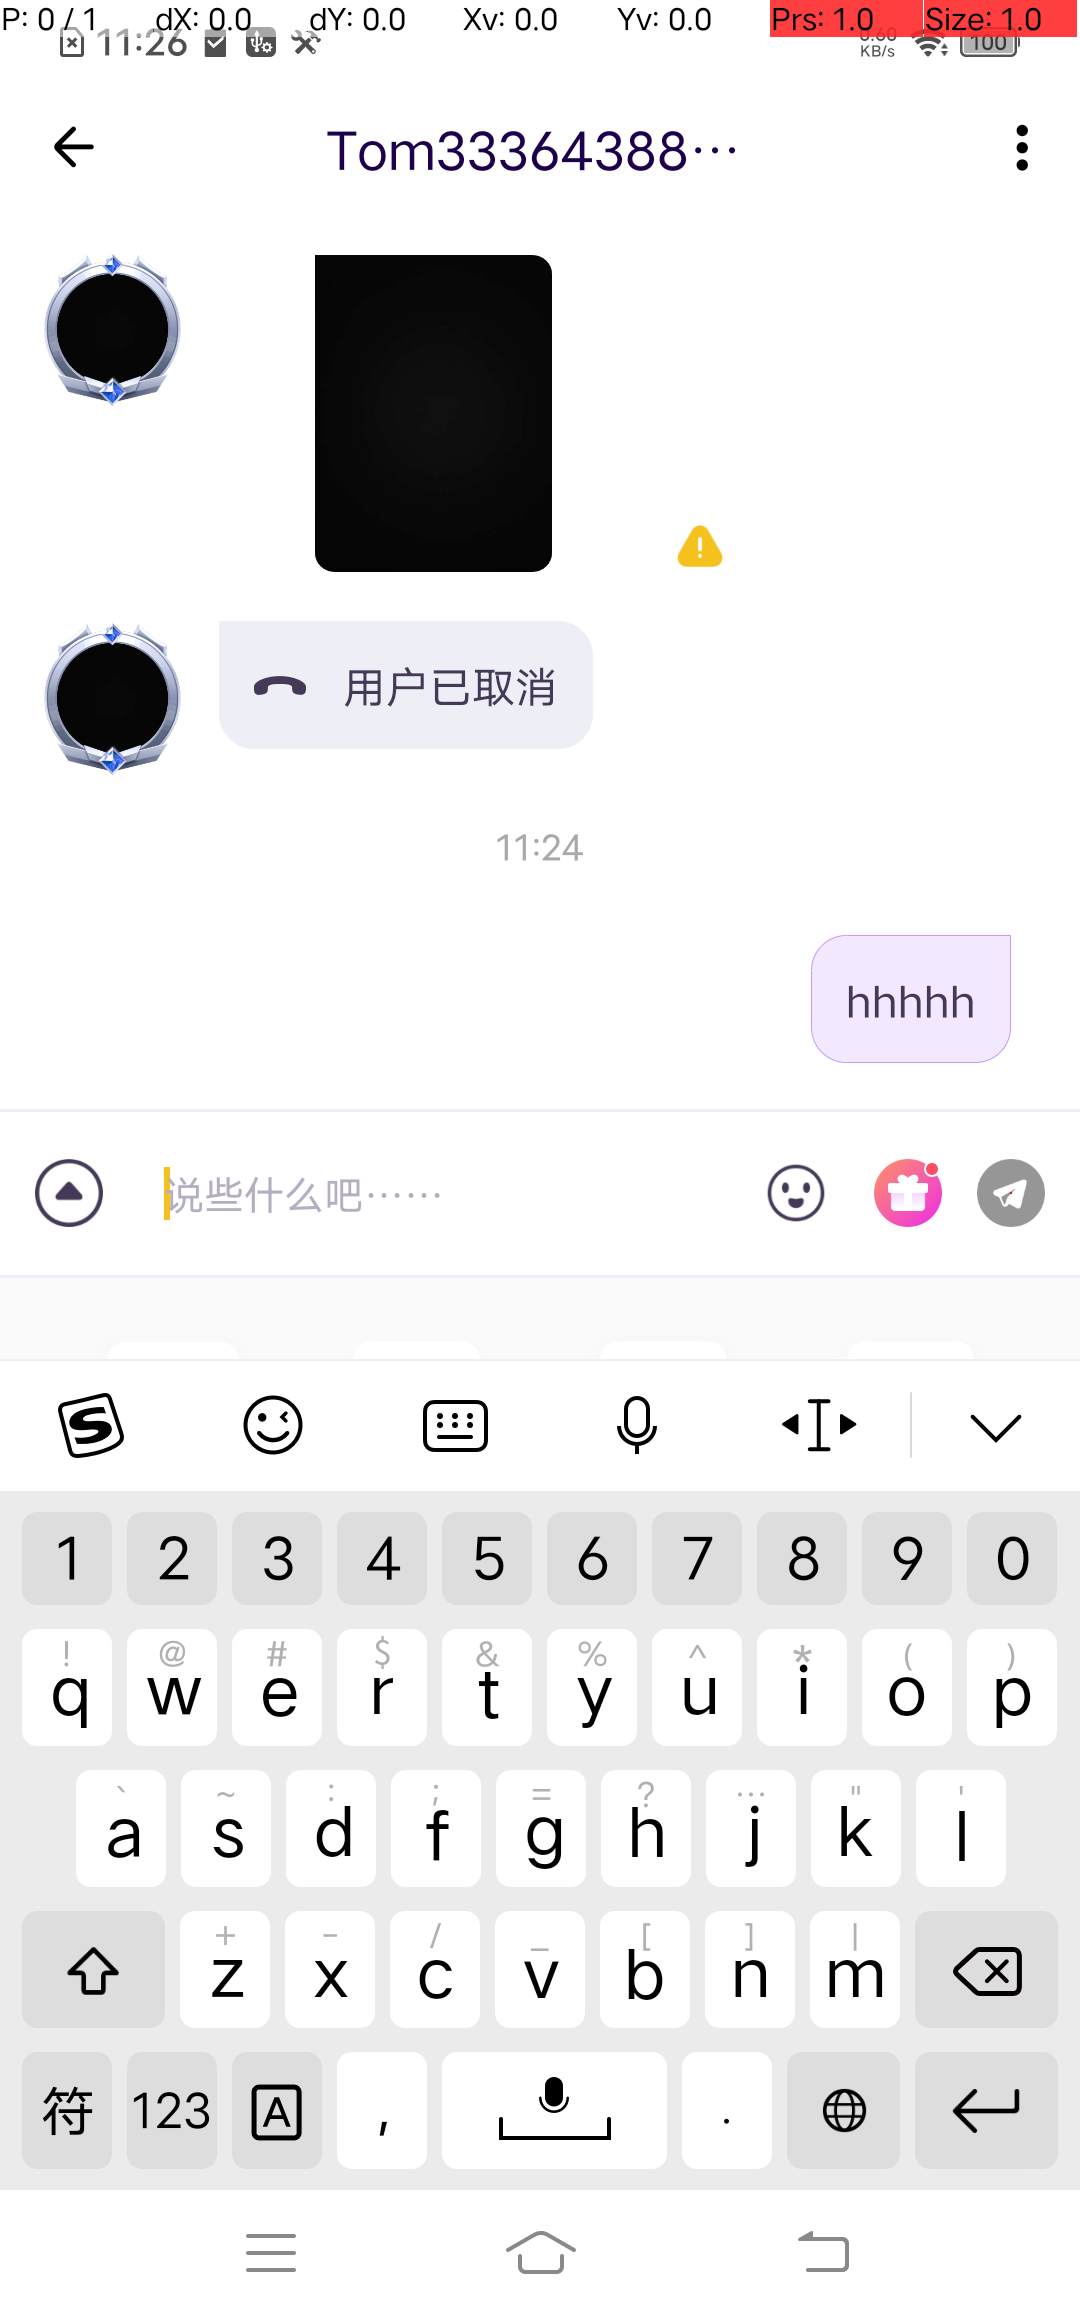 P: 0 / 1 dX: 0.0 dY: 0.0 Xv: 0.0 Yv: 0.0 Prs: 1.0 Size: 1.0
11:26 KB/s 100
Tom33364388···
用户已取消
11:24
hhhhh
说些什么吧······
1 2 3 4 5 6 7 8 9 0
! @ # $ & % ^ * ( )
q w e r t y u i o p
` ~ : ; = ? ... " '
a s d f g h j k l
+ - / _ [ ] |
z x c v b n m
符 123 A , .